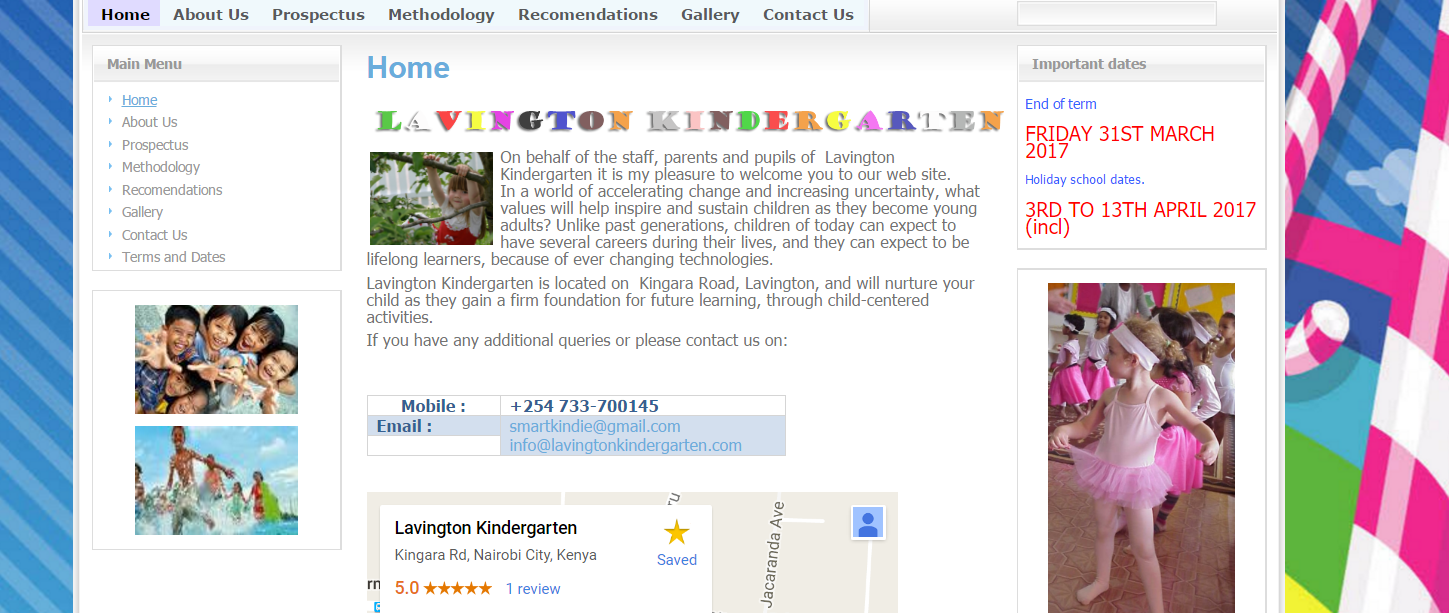 Home About Us Prospectus Methodology Recomendations Gallery Contact Us
Main Menu
Home
About Us
Prospectus
Methodology
Recomendations
Gallery
Contact Us
Terms and Dates
Home
LAVINGTON KINDERGARTEN
On behalf of the staff, parents and pupils of Lavington
Kindergarten it is my pleasure to welcome you to our web site.
In a world of accelerating change and increasing uncertainty, what
values will help inspire and sustain children as they become young
adults? Unlike past generations, children of today can expect to
have several careers during their lives, and they can expect to be
lifelong learners, because of ever changing technologies.
Lavington Kindergarten is located on Kingara Road, Lavington, and will nurture your
child as they gain a firm foundation for future learning, through child-centered
activities.
If you have any additional queries or please contact us on:
Mobile : +254 733-700145
Email : smartkindie@gmail.com
info@lavingtonkindergarten.com
Lavington Kindergarten
Kingara Rd, Nairobi City, Kenya
Saved
5.0 ★★★★★ 1 review
Jacaranda Ave
Important dates
End of term
FRIDAY 31ST MARCH
2017
Holiday school dates.
3RD TO 13TH APRIL 2017
(incl)